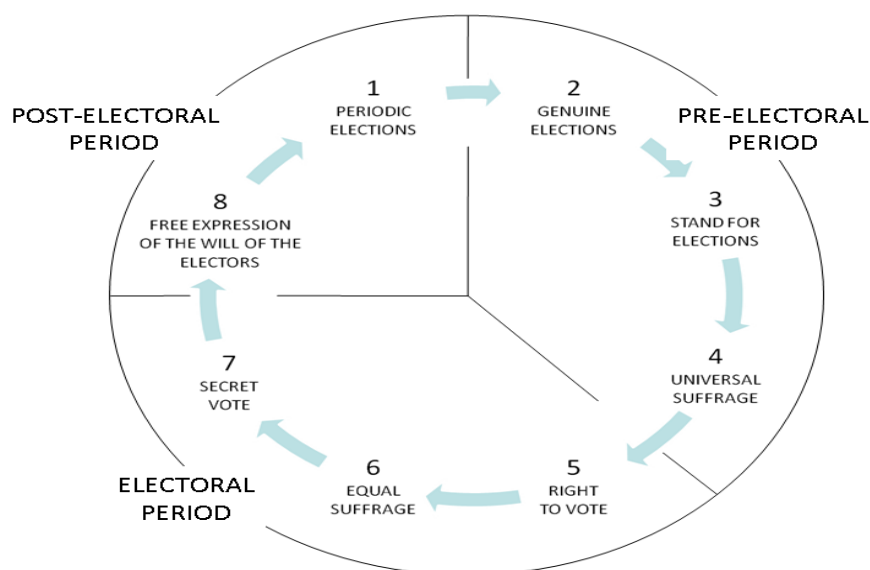 1
PERIODIC
ELECTIONS
2
GENUINE
ELECTIONS
POST-ELECTORAL
PERIOD
PRE-ELECTORAL
PERIOD
8
FREE EXPRESSION
OF THE WILL OF THE
ELECTORS
3
STAND FOR
ELECTIONS
7
SECRET
VOTE
4
UNIVERSAL
SUFFRAGE
ELECTORAL
PERIOD
6
EQUAL
SUFFRAGE
5
RIGHT
TO VOTE